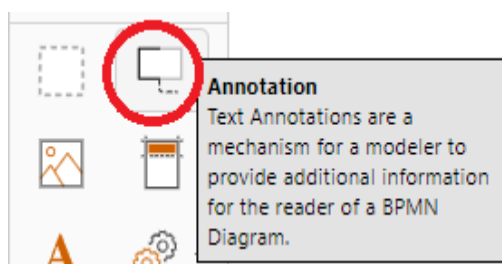 Annotation
Text Annotations are a
mechanism for a modeler to
provide additional information
for the reader of a BPMN
Diagram.
A